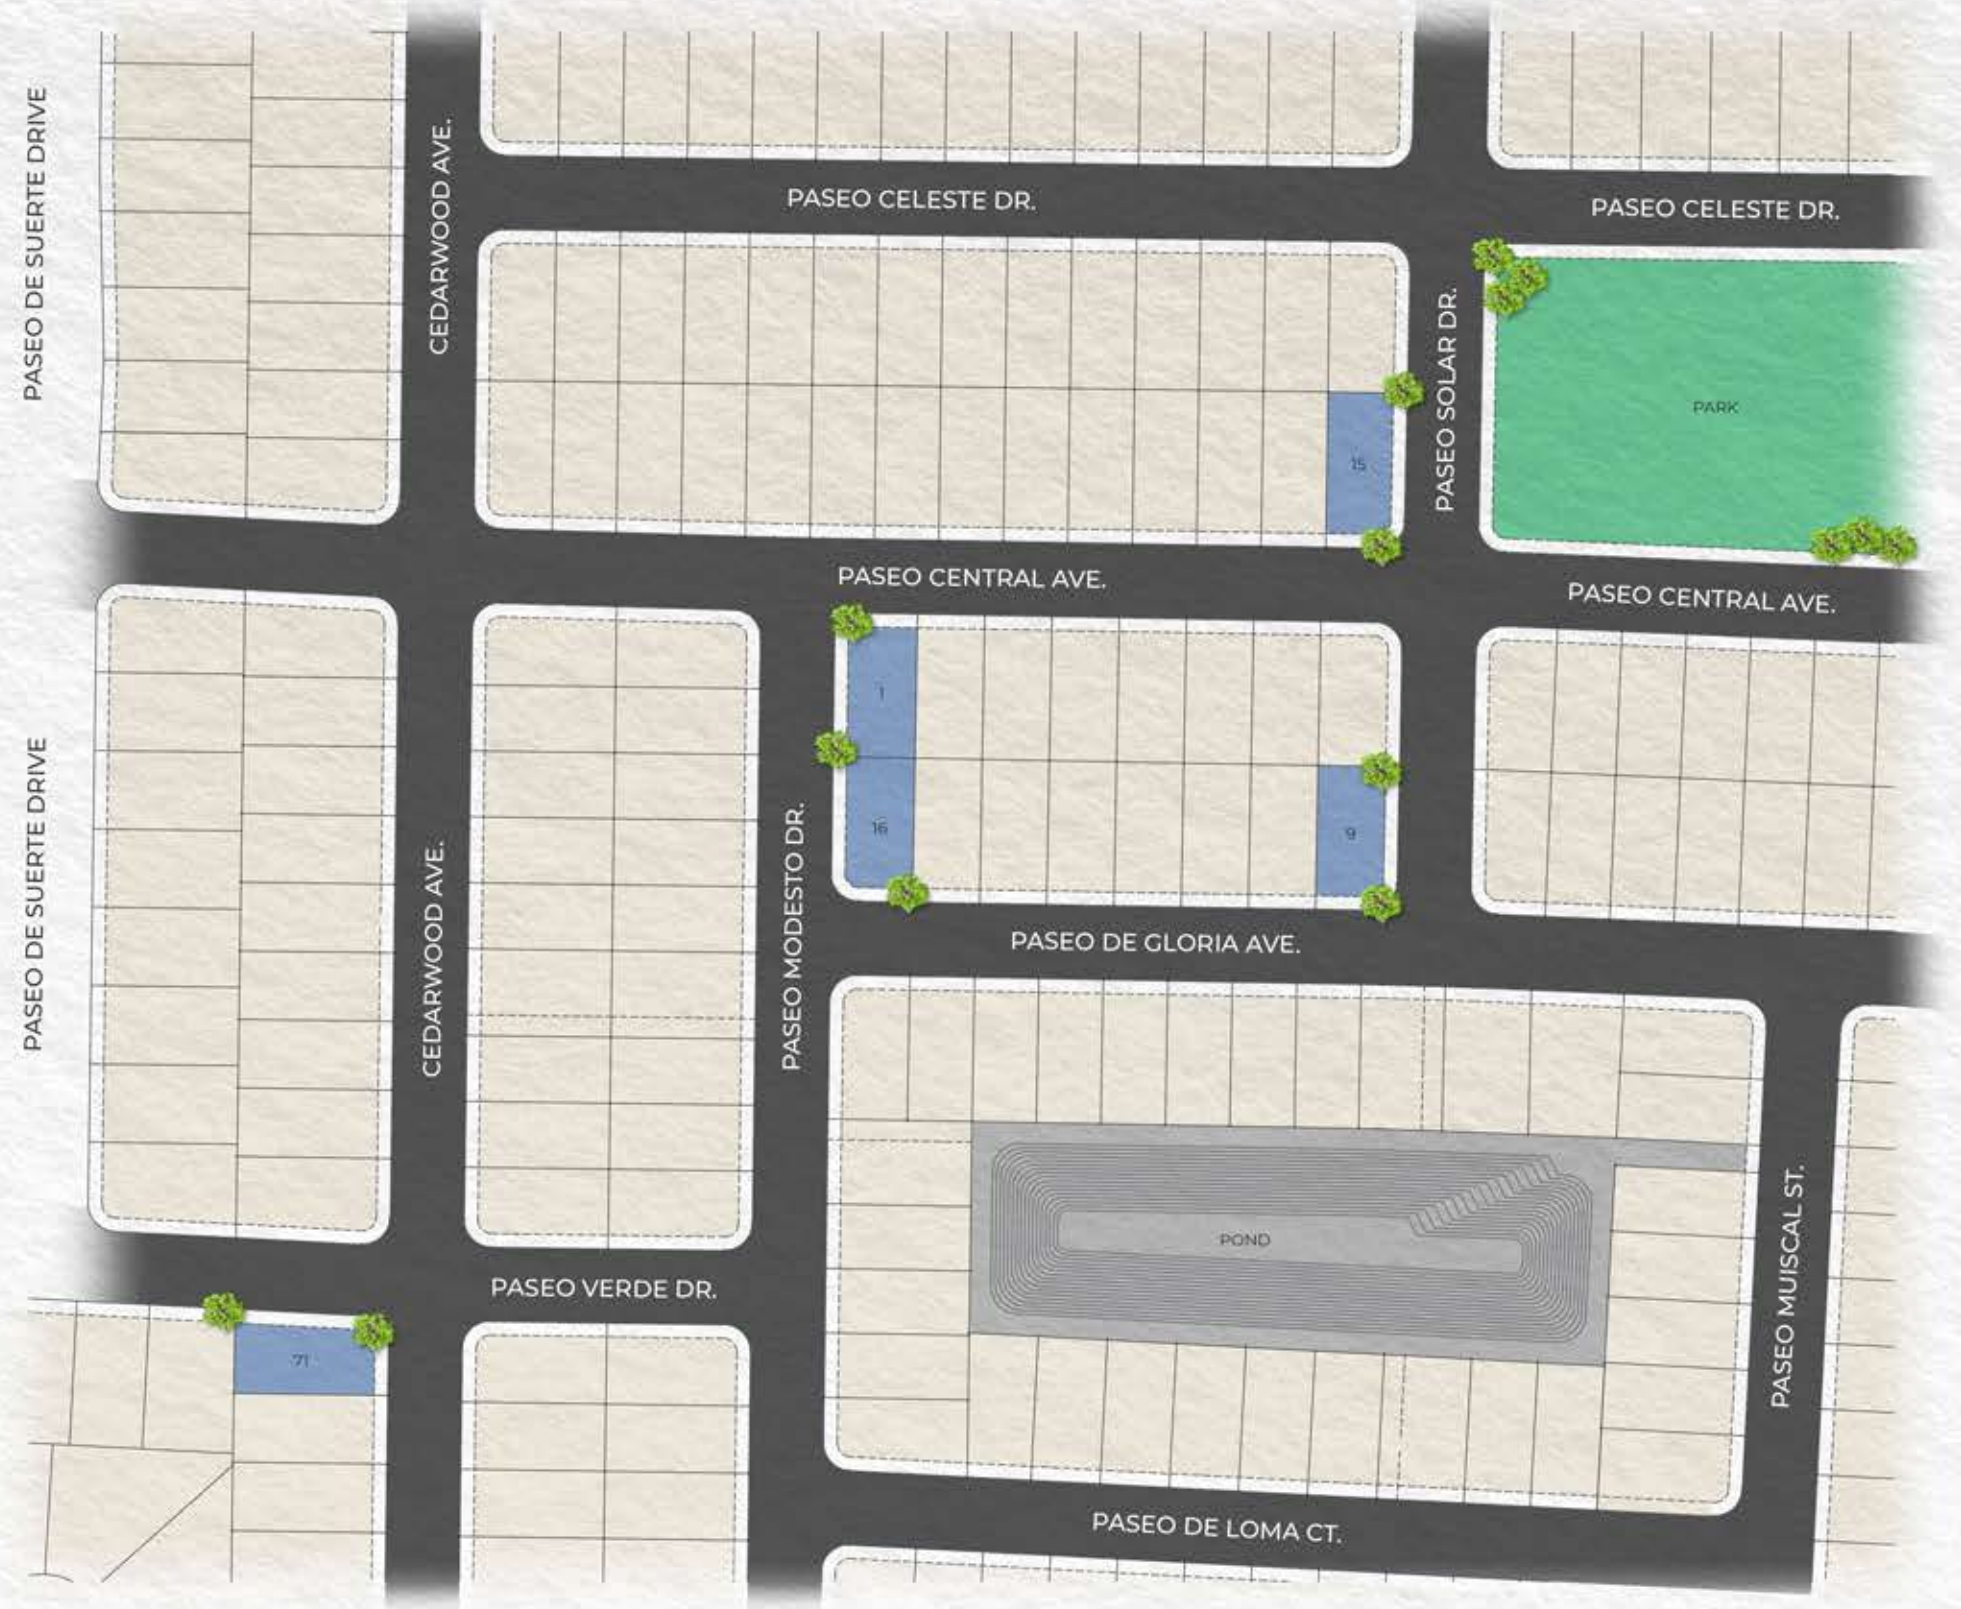 PASEO DE SUERTE DRIVE
CEDARWOOD AVE.
PASEO CELESTE DR.
PASEO CELESTE DR.
PASEO SOLAR DR.
PARK
15
PASEO CENTRAL AVE.
PASEO CENTRAL AVE.
1
16
9
PASEO DE SUERTE DRIVE
CEDARWOOD AVE.
PASEO MODESTO DR.
PASEO DE GLORIA AVE.
POND
PASEO MUISCAL ST.
PASEO VERDE DR.
71
PASEO DE LOMA CT.